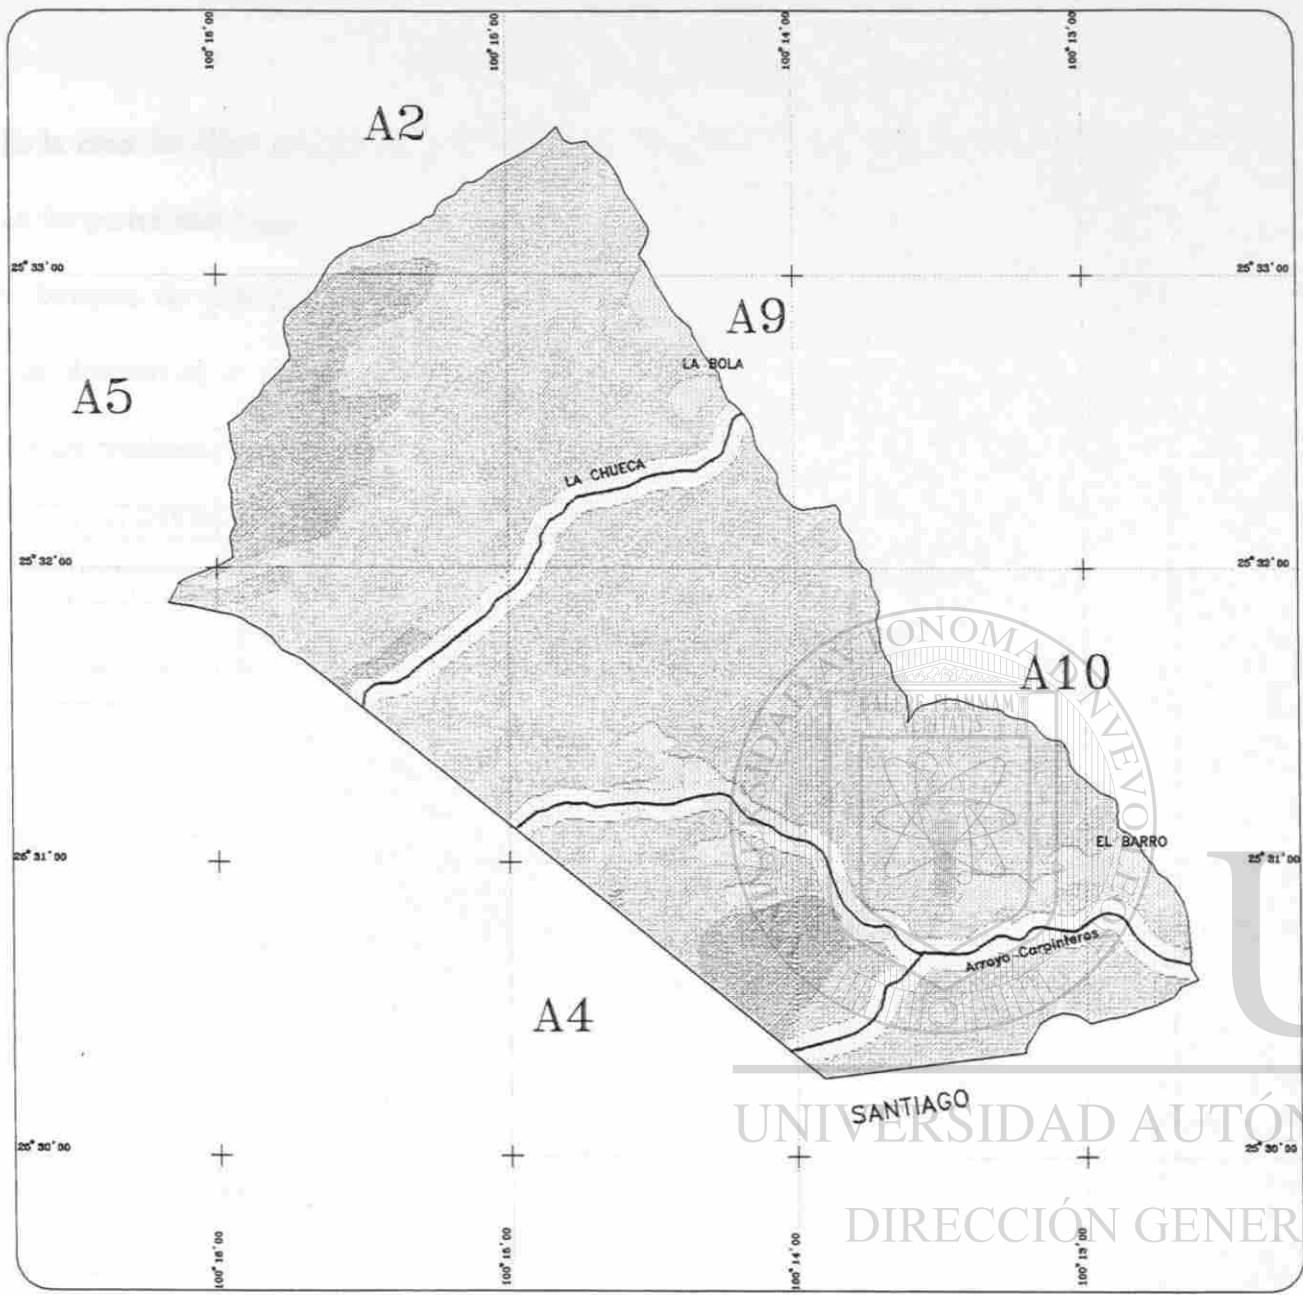 100° 16' 00
100° 15' 00
100° 14' 00
100° 13' 00
A2
25° 33' 00
25° 33' 00
A9
LA BOLA
A5
LA CHUECA
25° 32' 00
25° 32' 00
A10
EL BARRO
25° 31' 00
25° 31' 00
Arroyo Carpinteros
A4
SANTIAGO
UNIVERSIDAD AUTÓN
25° 30' 00
25° 30' 00
DIRECCIÓN GENER
100° 16' 00
100° 15' 00
100° 14' 00
100° 13' 00